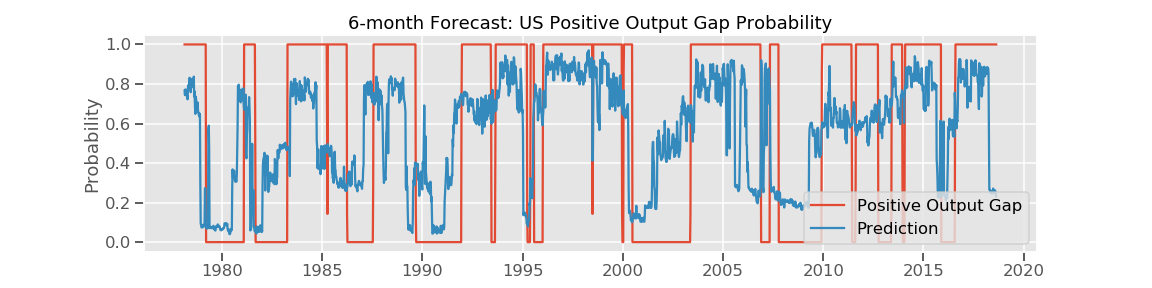 6-month Forecast: US Positive Output Gap Probability
Probability
1.0
0.8
0.6
0.4
0.2
0.0
Positive Output Gap
Prediction
1980 1985 1990 1995 2000 2005 2010 2015 2020